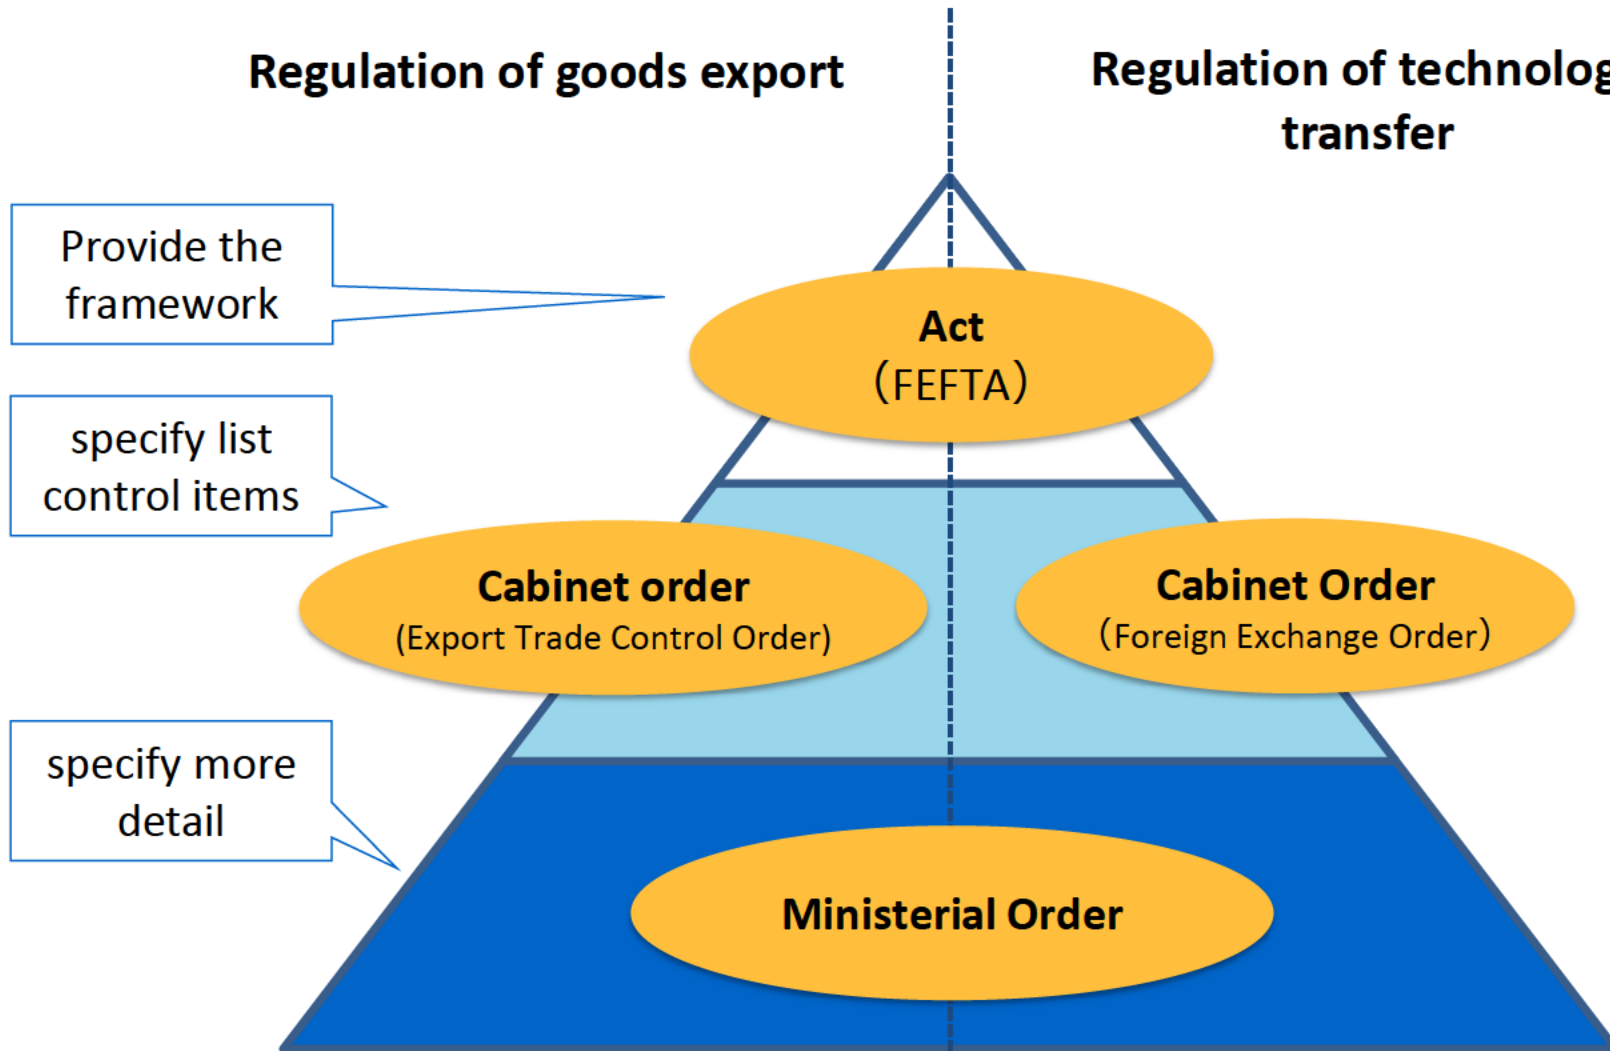 Regulation of goods export
Regulation of technolog
transfer
Provide the
framework
Act
(FEFTA)
specify list
control items
Cabinet order
(Export Trade Control Order)
Cabinet Order
(Foreign Exchange Order)
specify more
detail
Ministerial Order